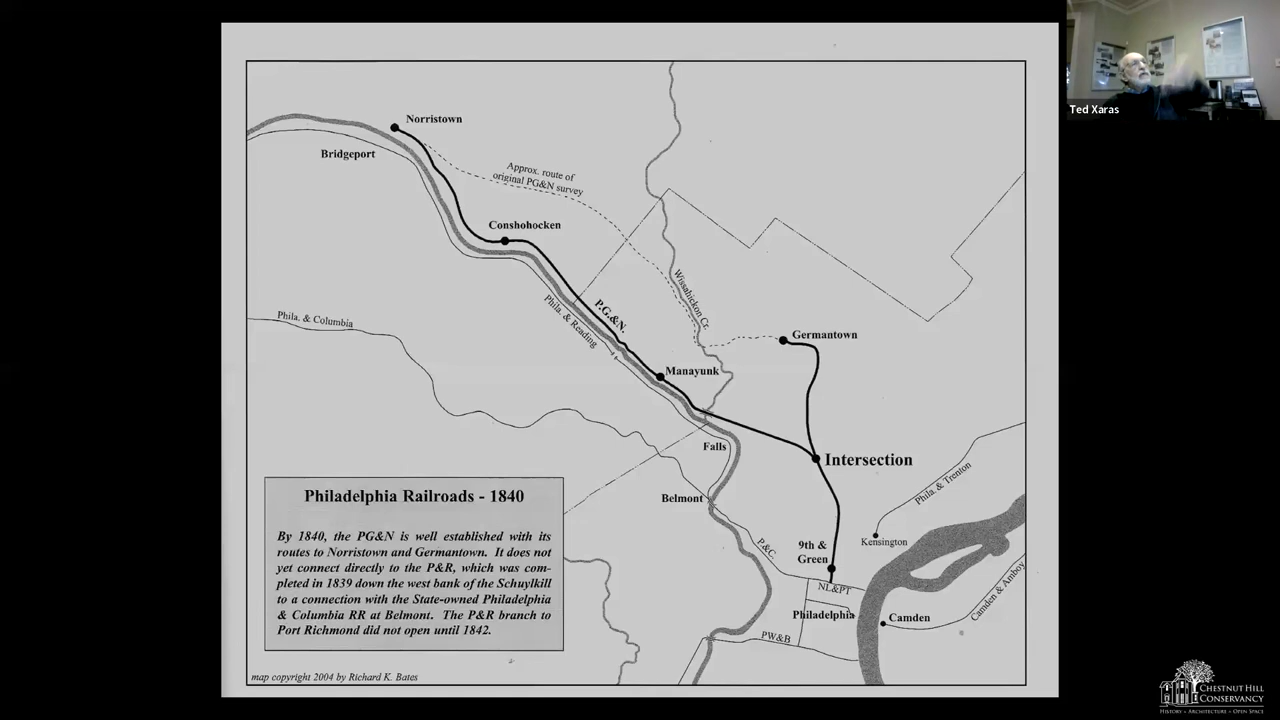 Ted Xaras
Norristown
Bridgeport
Approx. route of
original PG&N survey
Conshohocken
Wissahickon Cr.
P.G.&N.
Phila. & Reading
Phila. & Columbia
Germantown
Manayunk
Falls
Intersection
Phila. & Trenton
Belmont
Kensington
P&C
9th &
Green
NL&PT
Philadelphia
Camden
Camden & Amboy
PW&B
Philadelphia Railroads - 1840
By 1840, the PG&N is well established with its
routes to Norristown and Germantown. It does not
yet connect directly to the P&R, which was com-
pleted in 1839 down the west bank of the Schuylkill
to a connection with the State-owned Philadelphia
& Columbia RR at Belmont. The P&R branch to
Port Richmond did not open until 1842.
map copyright 2004 by Richard K. Bates
CHESTNUT HILL
CONSERVANCY
HISTORY • ARCHITECTURE • OPEN SPACE